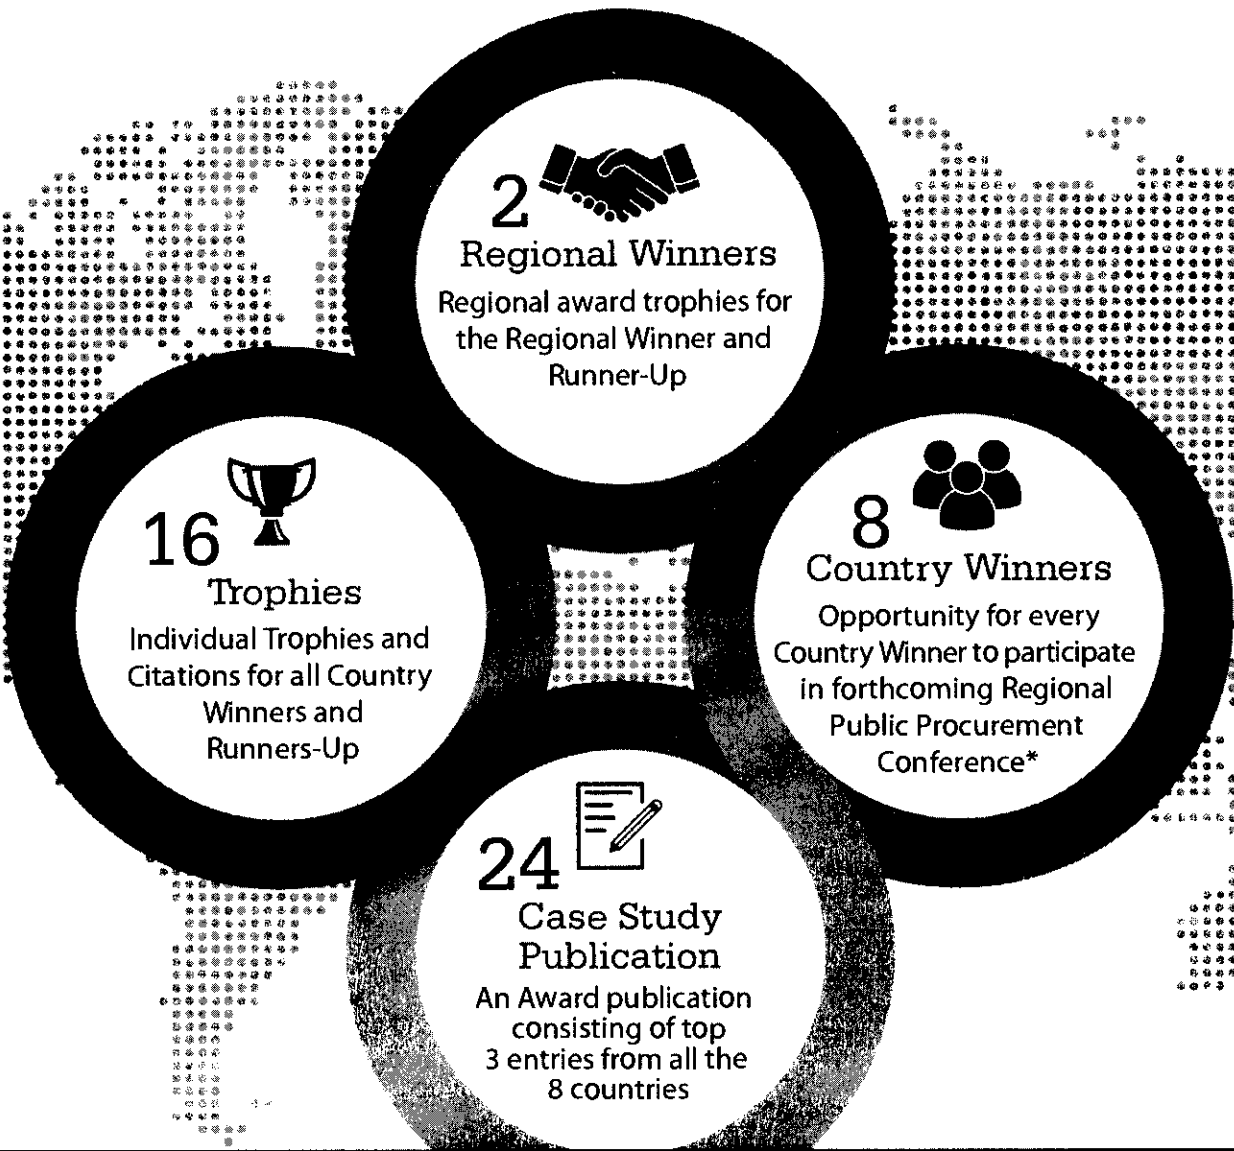 2
Regional Winners
Regional award trophies for
the Regional Winner and
Runner-Up
16
Trophies
Individual Trophies and
Citations for all Country
Winners and
Runners-Up
8
Country Winners
Opportunity for every
Country Winner to participate
in forthcoming Regional
Public Procurement
Conference*
24
Case Study
Publication
An Award publication
consisting of top
3 entries from all the
8 countries